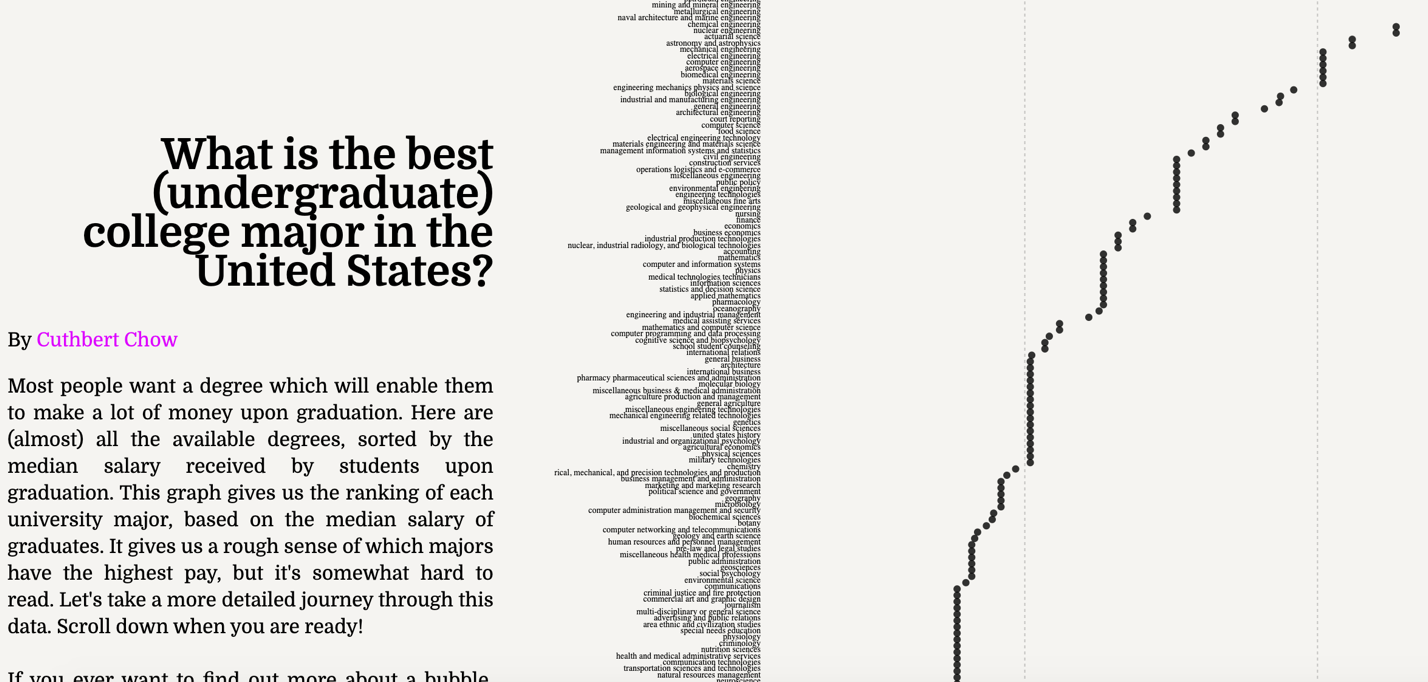 What is the best
(undergraduate)
college major in the
United States?
By Cuthbert Chow
Most people want a degree which will enable them
to make a lot of money upon graduation. Here are
(almost) all the available degrees, sorted by the
median salary received by students upon
graduation. This graph gives us the ranking of each
university major, based on the median salary of
graduates. It gives us a rough sense of which majors
have the highest pay, but it's somewhat hard to
read. Let's take a more detailed journey through this
data. Scroll down when you are ready!
If you ever want to find out more about a bubble,
mining and mineral engineering
metallurgical engineering
naval architecture and marine engineering
chemical engineering
nuclear engineering
actuarial science
astronomy and astrophysics
mechanical engineering
electrical engineering
computer engineering
aerospace engineering
biomedical engineering
materials science
engineering mechanics physics and science
biological engineering
industrial and manufacturing engineering
general engineering
architectural engineering
court reporting
computer science
food science
electrical engineering technology
materials engineering and materials science
management information systems and statistics
civil engineering
construction services
operations logistics and e-commerce
miscellaneous engineering
public policy
environmental engineering
engineering technologies
miscellaneous fine arts
geological and geophysical engineering
nursing
finance
economics
business economics
industrial production technologies
nuclear, industrial radiology, and biological technologies
accounting
mathematics
computer and information systems
physics
medical technologies technicians
information sciences
statistics and decision science
applied mathematics
pharmacology
oceanography
engineering and industrial management
medical assisting services
mathematics and computer science
computer programming and data processing
cognitive science and biopsychology
school student counseling
international relations
general business
architecture
international business
pharmacy pharmaceutical sciences and administration
molecular biology
miscellaneous business & medical administration
agriculture production and management
general agriculture
miscellaneous engineering technologies
mechanical engineering related technologies
genetics
miscellaneous social sciences
united states history
industrial and organizational psychology
agricultural economics
physical sciences
military technologies
chemistry
rical, mechanical, and precision technologies and production
business management and administration
marketing and marketing research
political science and government
geography
microbiology
computer administration management and security
biochemical sciences
botany
computer networking and telecommunications
geology and earth science
human resources and personnel management
pre-law and legal studies
miscellaneous health medical professions
public administration
geosciences
social psychology
environmental science
communications
criminal justice and fire protection
commercial art and graphic design
journalism
multi-disciplinary or general science
advertising and public relations
area ethnic and civilization studies
special needs education
physiology
criminology
nutrition sciences
health and medical administrative services
communication technologies
transportation sciences and technologies
natural resources management
neuroscience